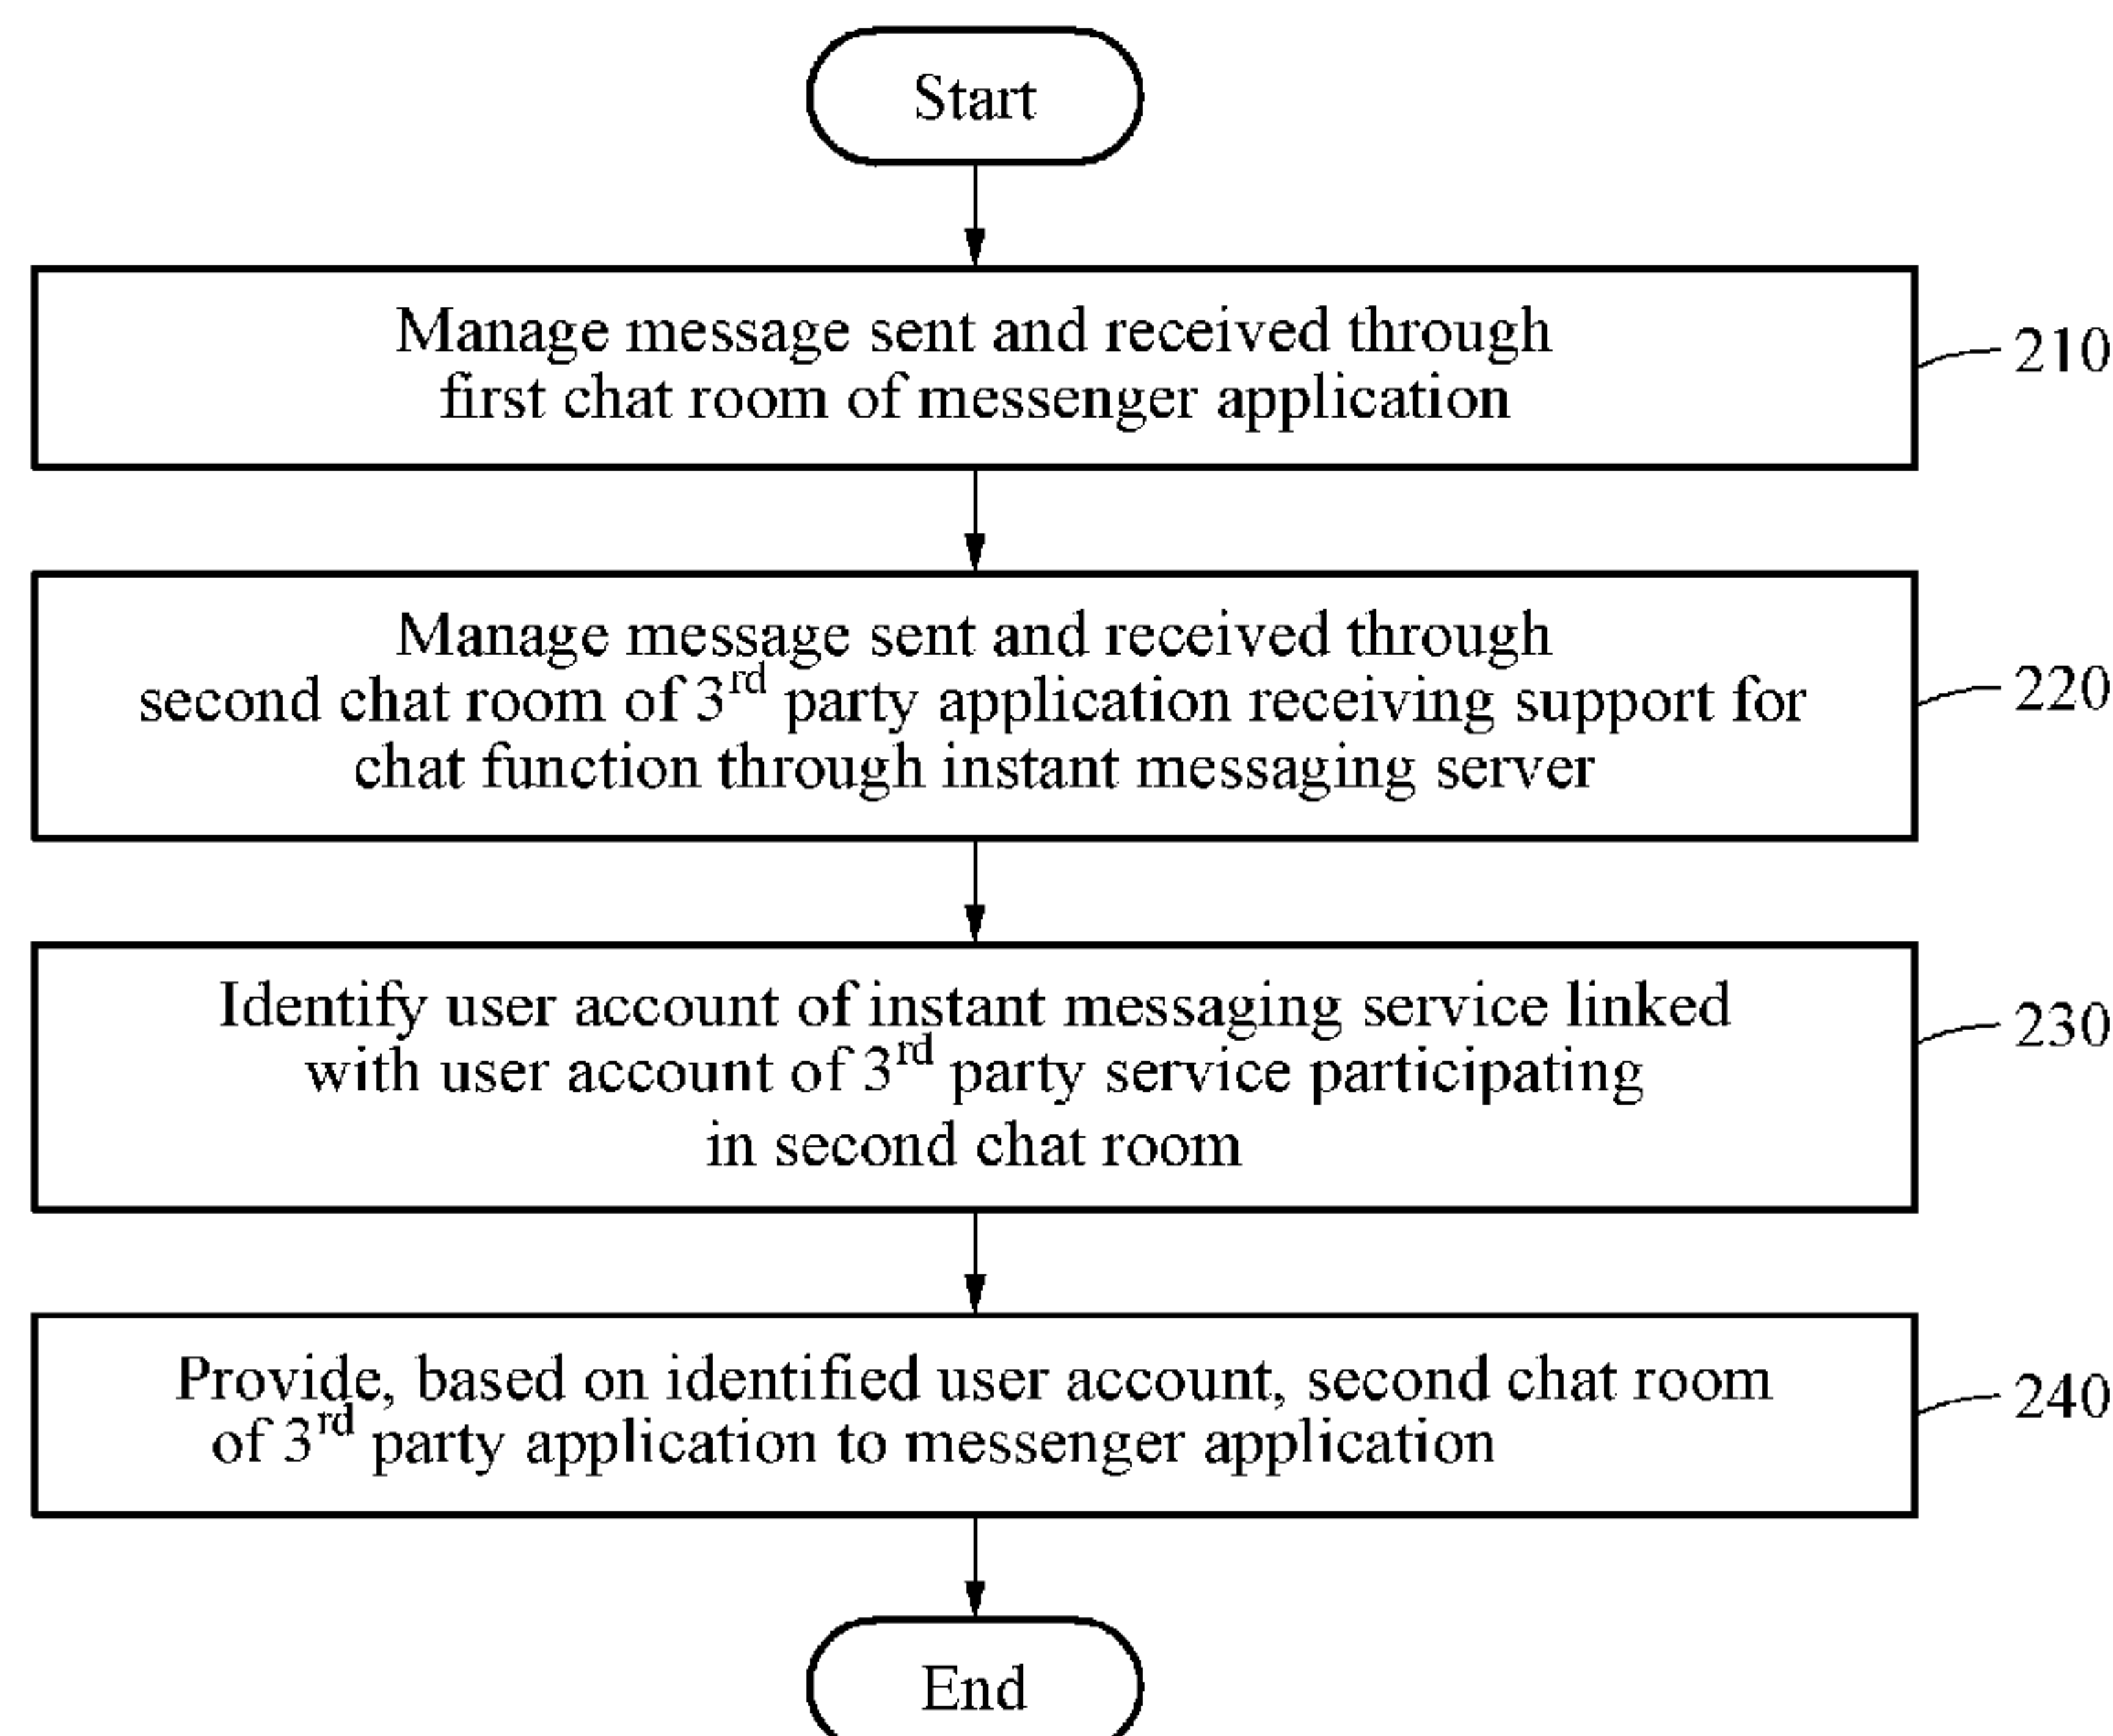 Start
Manage message sent and received through
first chat room of messenger application
210
Manage message sent and received through
second chat room of 3rd party application receiving support for
chat function through instant messaging server
220
Identify user account of instant messaging service linked
with user account of 3rd party service participating
in second chat room
230
Provide, based on identified user account, second chat room
of 3rd party application to messenger application
240
End